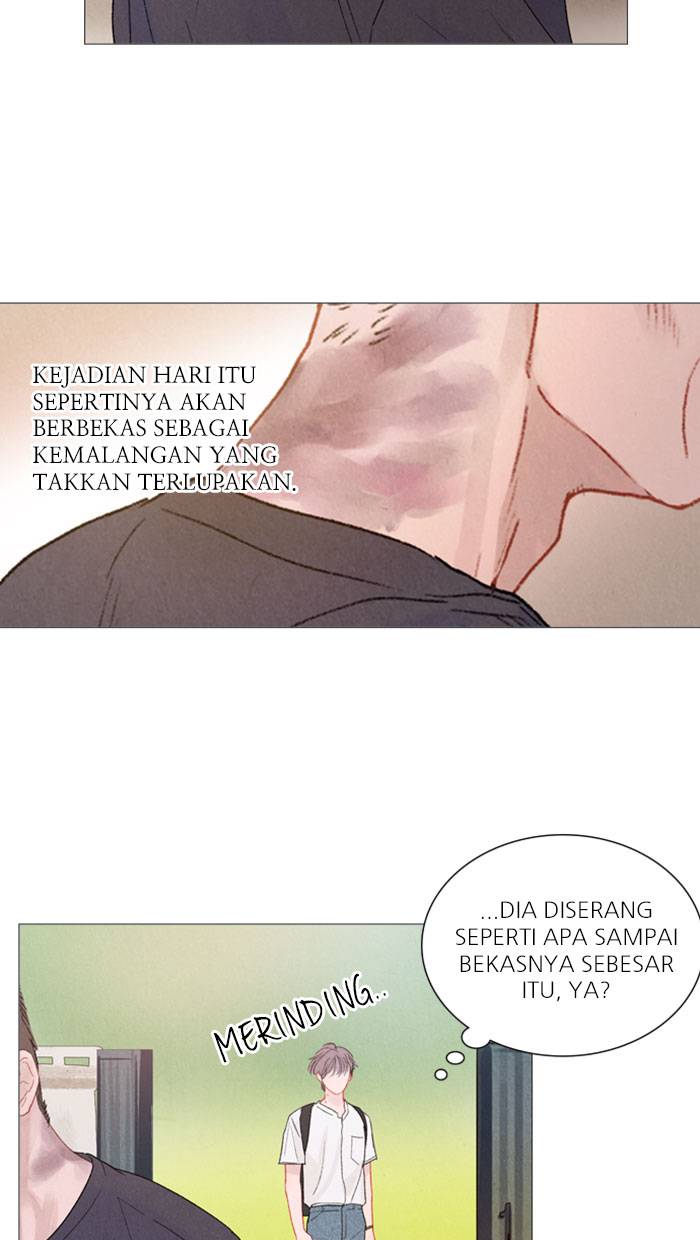 KEJADIAN HARI ITU
SEPERTINYA AKAN
BERBEKAS SEBAGAI
KEMALANGAN YANG
TAKKAN TERLUPAKAN.
...DIA DISERANG
SEPERTI APA SAMPAI
BEKASNYA SEBESAR
ITU, YA?
MERINDING..